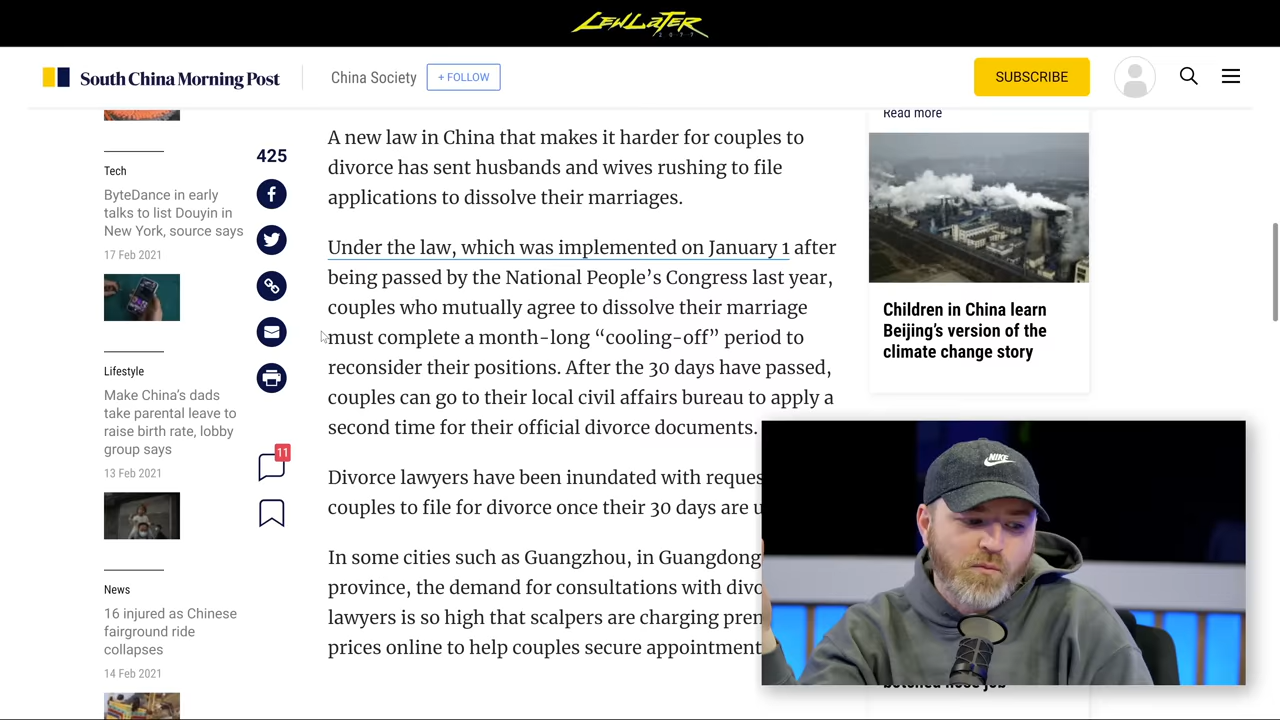 LEWLATER
2077
South China Morning Post
China Society
+ FOLLOW
SUBSCRIBE
Tech
ByteDance in early
talks to list Douyin in
New York, source says
17 Feb 2021
Lifestyle
Make China's dads
take parental leave to
raise birth rate, lobby
group says
13 Feb 2021
News
16 injured as Chinese
fairground ride
collapses
14 Feb 2021
425
11
A new law in China that makes it harder for couples to
divorce has sent husbands and wives rushing to file
applications to dissolve their marriages.
Under the law, which was implemented on January 1 after
being passed by the National People’s Congress last year,
couples who mutually agree to dissolve their marriage
must complete a month-long “cooling-off” period to
reconsider their positions. After the 30 days have passed,
couples can go to their local civil affairs bureau to apply a
second time for their official divorce documents.
Divorce lawyers have been inundated with
couples to file for divorce once their 30 days are
In some cities such as Guangzhou, in Guangdong
province, the demand for consultations with
lawyers is so high that scalpers are charging
prices online to help couples secure
Read more
Children in China learn
Beijing’s version of the
climate change story
NIKE